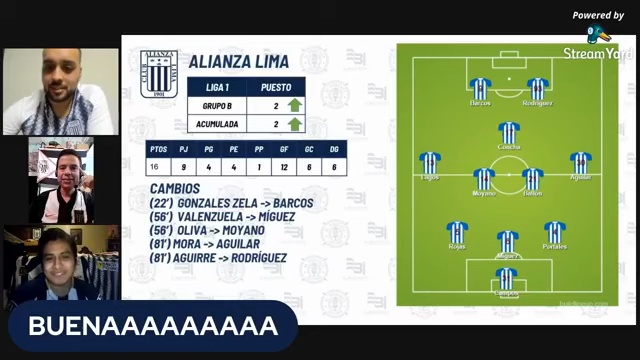 Powered by
StreamYard
ALIANZA LIMA
LIGA 1 PUESTO
GRUPO B 2
ACUMULADA 2
PTOS PJ PG PE PP GF GC DG
16 9 4 4 1 12 6 6
CAMBIOS
(22') GONZALES ZELA -> BARCOS
(56') VALENZUELA -> MÍGUEZ
(56') OLIVA -> MOYANO
(81') MORA -> AGUILAR
(81') AGUIRRE -> RODRÍGUEZ
Barcos Rodríguez
Concha
Lagos Aguilar
Moyano Ballón
Rojas Míguez Portales
Campos
BUENAAAAAAAAA